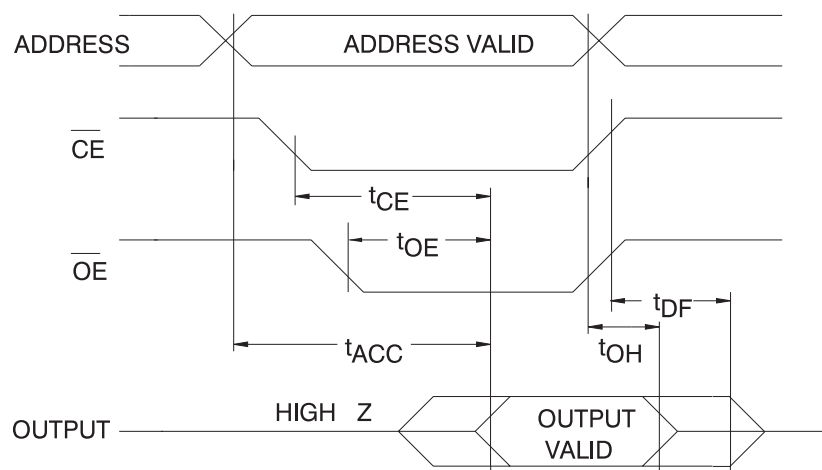 ADDRESS
ADDRESS VALID
CE
tCE
OE
tOE
tDF
tACC
tOH
OUTPUT
HIGH Z
OUTPUT
VALID